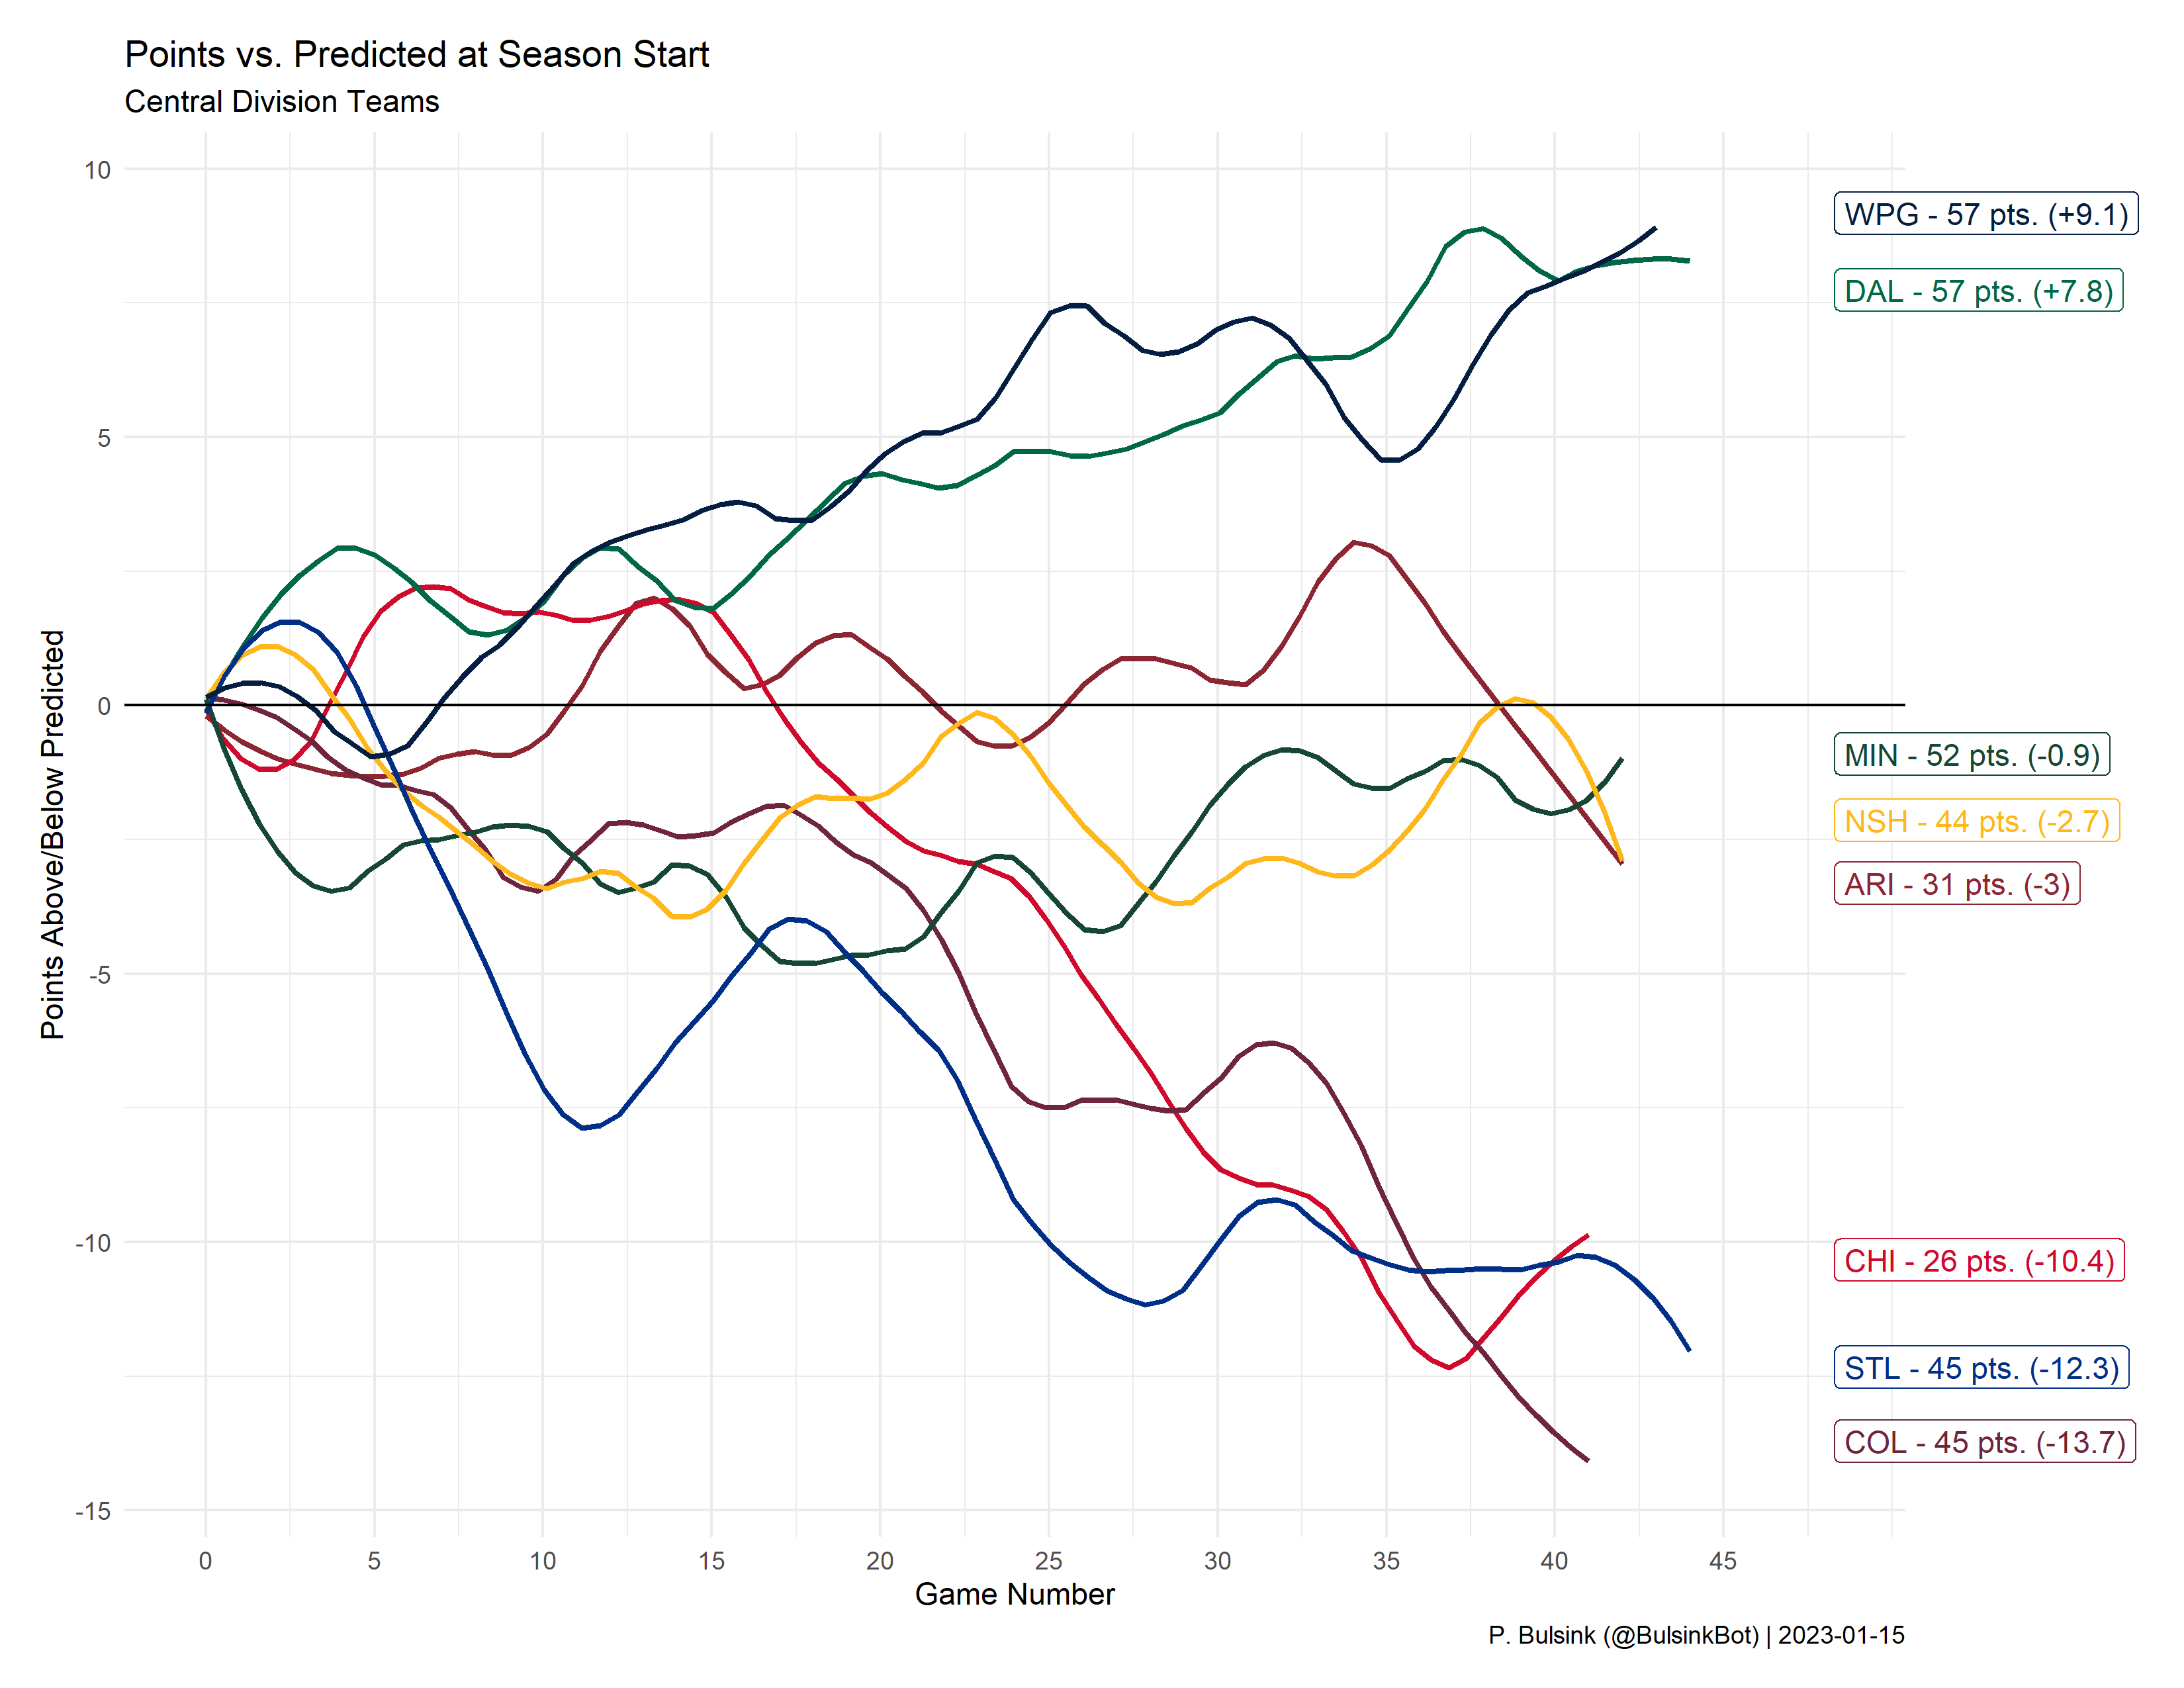 Points vs. Predicted at Season Start
Central Division Teams
Points Above/Below Predicted
10
5
0
-5
-10
-15
WPG - 57 pts. (+9.1)
DAL - 57 pts. (+7.8)
MIN - 52 pts. (-0.9)
NSH - 44 pts. (-2.7)
ARI - 31 pts. (-3)
CHI - 26 pts. (-10.4)
STL - 45 pts. (-12.3)
COL - 45 pts. (-13.7)
0 5 10 15 20 25 30 35 40 45
Game Number
P. Bulsink (@BulsinkBot) | 2023-01-15